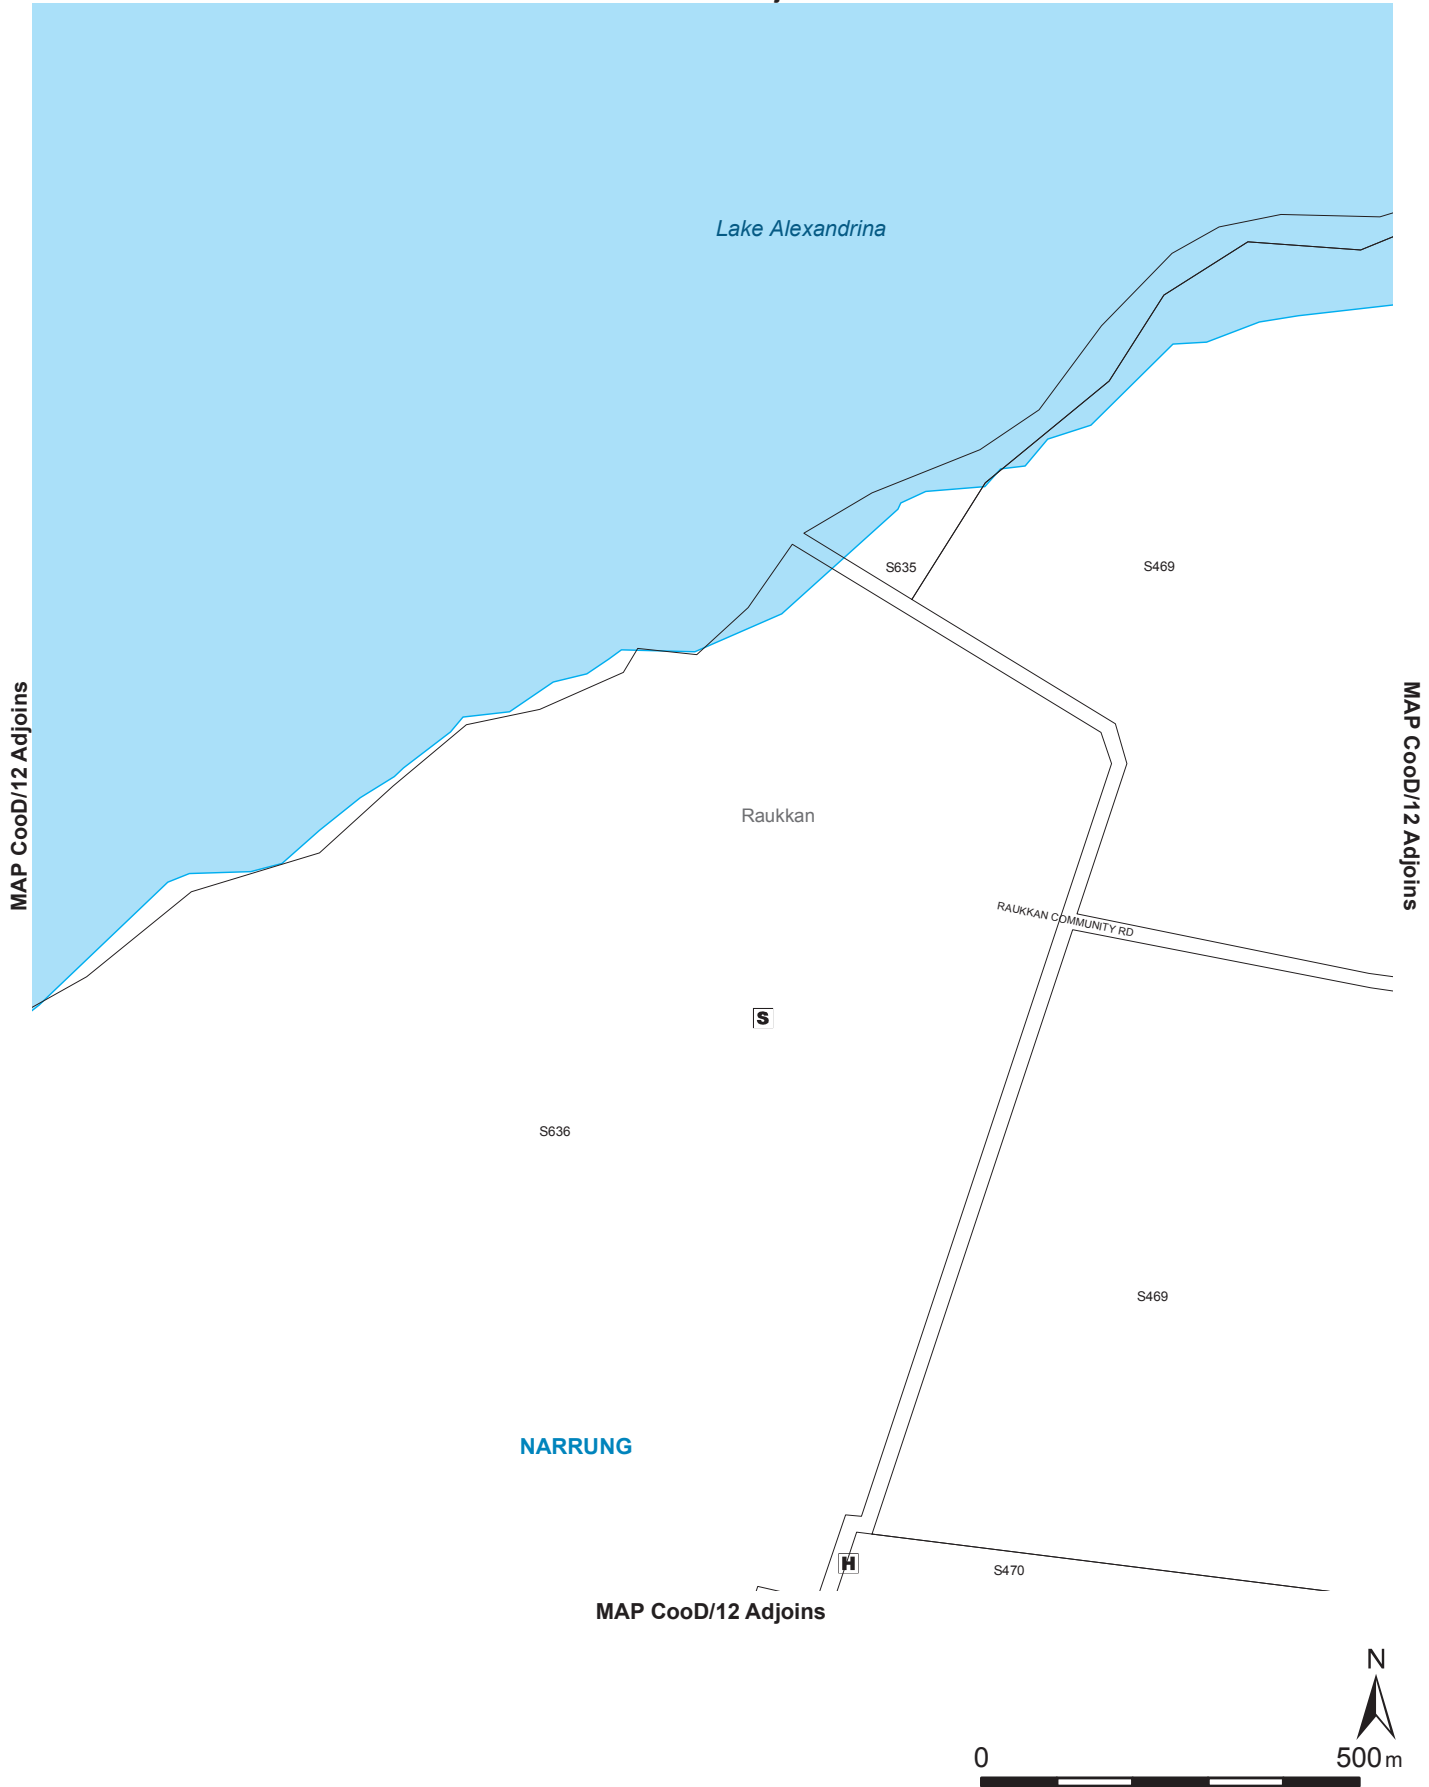 Lake Alexandrina
S635
S469
MAP CooD/12 Adjoins
MAP CooD/12 Adjoins
Raukkan
RAUKKAN COMMUNITY RD
S
S636
S469
NARRUNG
H
S470
MAP CooD/12 Adjoins
N
0 500 m